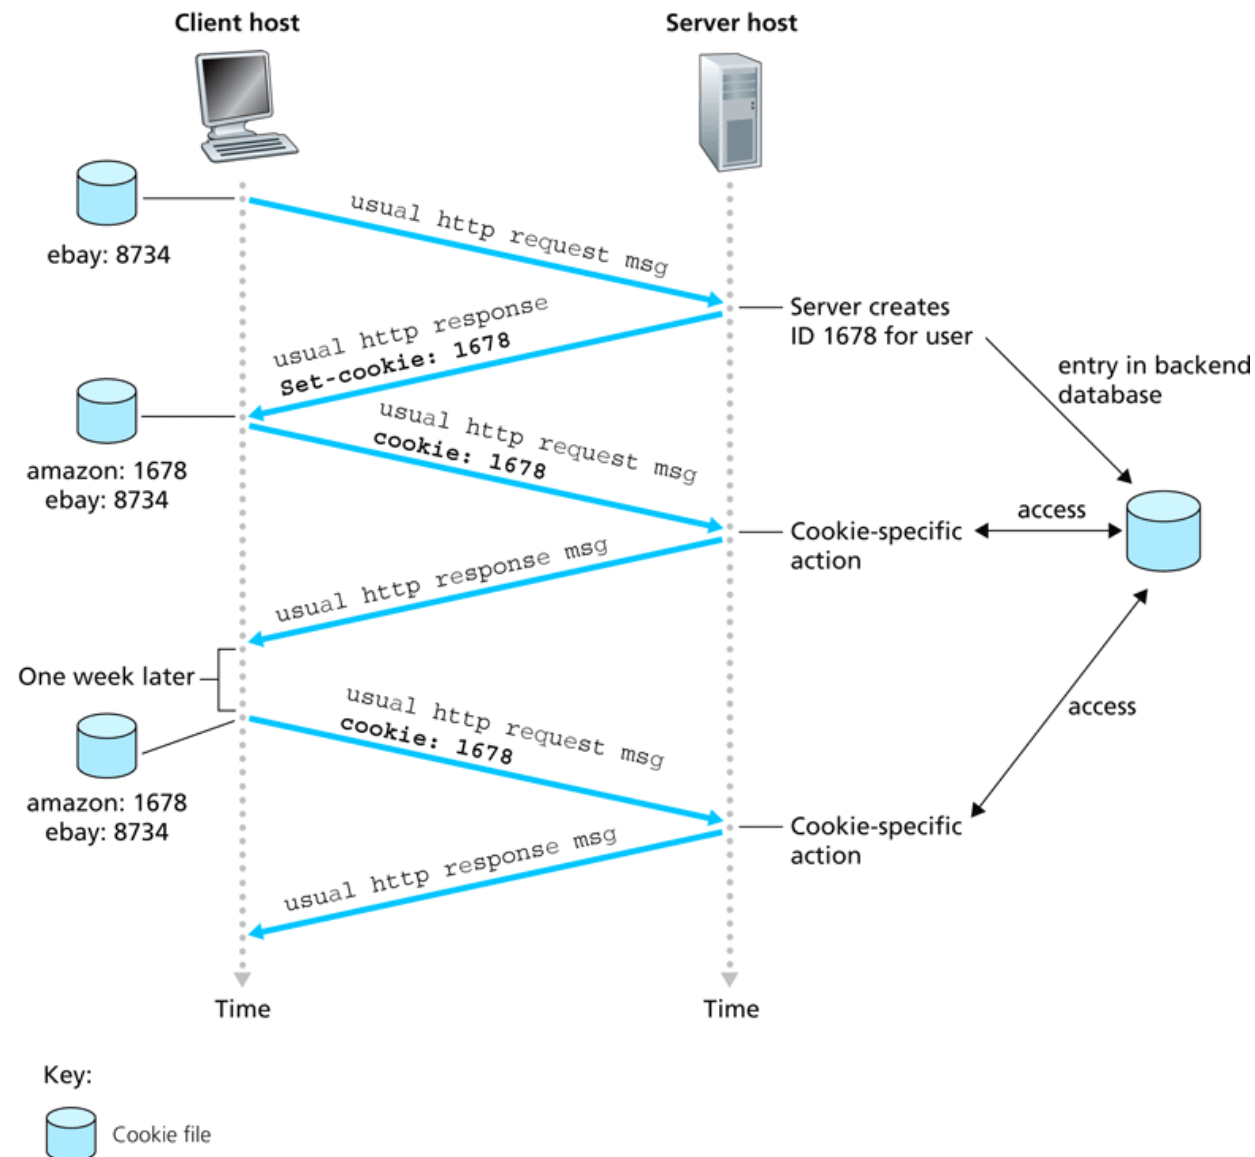 Client host
Server host
ebay: 8734
usual http request msg
Server creates
ID 1678 for user
entry in backend
database
usual http response
Set-cookie: 1678
amazon: 1678
ebay: 8734
usual http request msg
cookie: 1678
Cookie-specific
action
access
usual http response msg
One week later
amazon: 1678
ebay: 8734
usual http request msg
cookie: 1678
access
Cookie-specific
action
usual http response msg
Time
Time
Key:
Cookie file